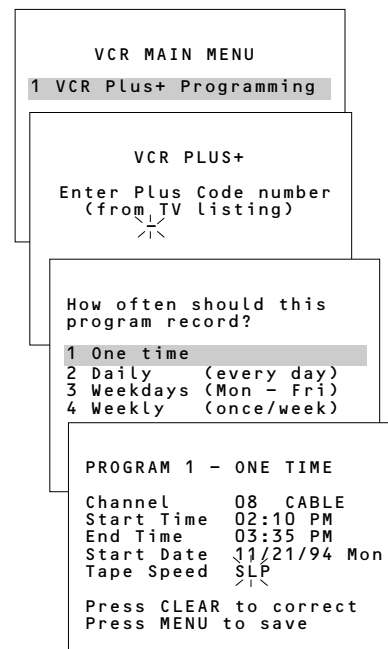 VCR MAIN MENU
1 VCR Plus+ Programming
VCR PLUS+
Enter Plus Code number
(from TV listing)
–
How often should this
program record?
1 One time
2 Daily (every day)
3 Weekdays (Mon – Fri)
4 Weekly (once/week)
PROGRAM 1 – ONE TIME
Channel 08 CABLE
Start Time 02:10 PM
End Time 03:35 PM
Start Date 11/21/94 Mon
Tape Speed SLP
Press CLEAR to correct
Press MENU to save